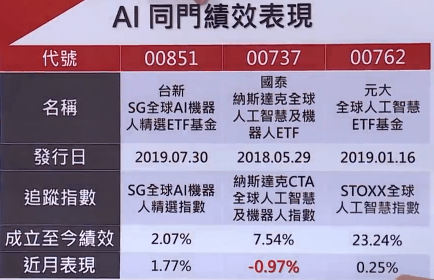 AI 同門績效表現
代號 00851 00737 00762
名稱
台新
SG全球AI機器
人精選ETF基金
國泰
納斯達克全球
人工智慧及機
器人ETF
元大
全球人工智慧
ETF基金
發行日 2019.07.30 2018.05.29 2019.01.16
追蹤指數
SG全球AI機器
人精選指數
納斯達克CTA
全球人工智慧
及機器人指數
STOXX全球
人工智慧指數
成立至今績效 2.07% 7.54% 23.24%
近月表現 1.77% -0.97% 0.25%